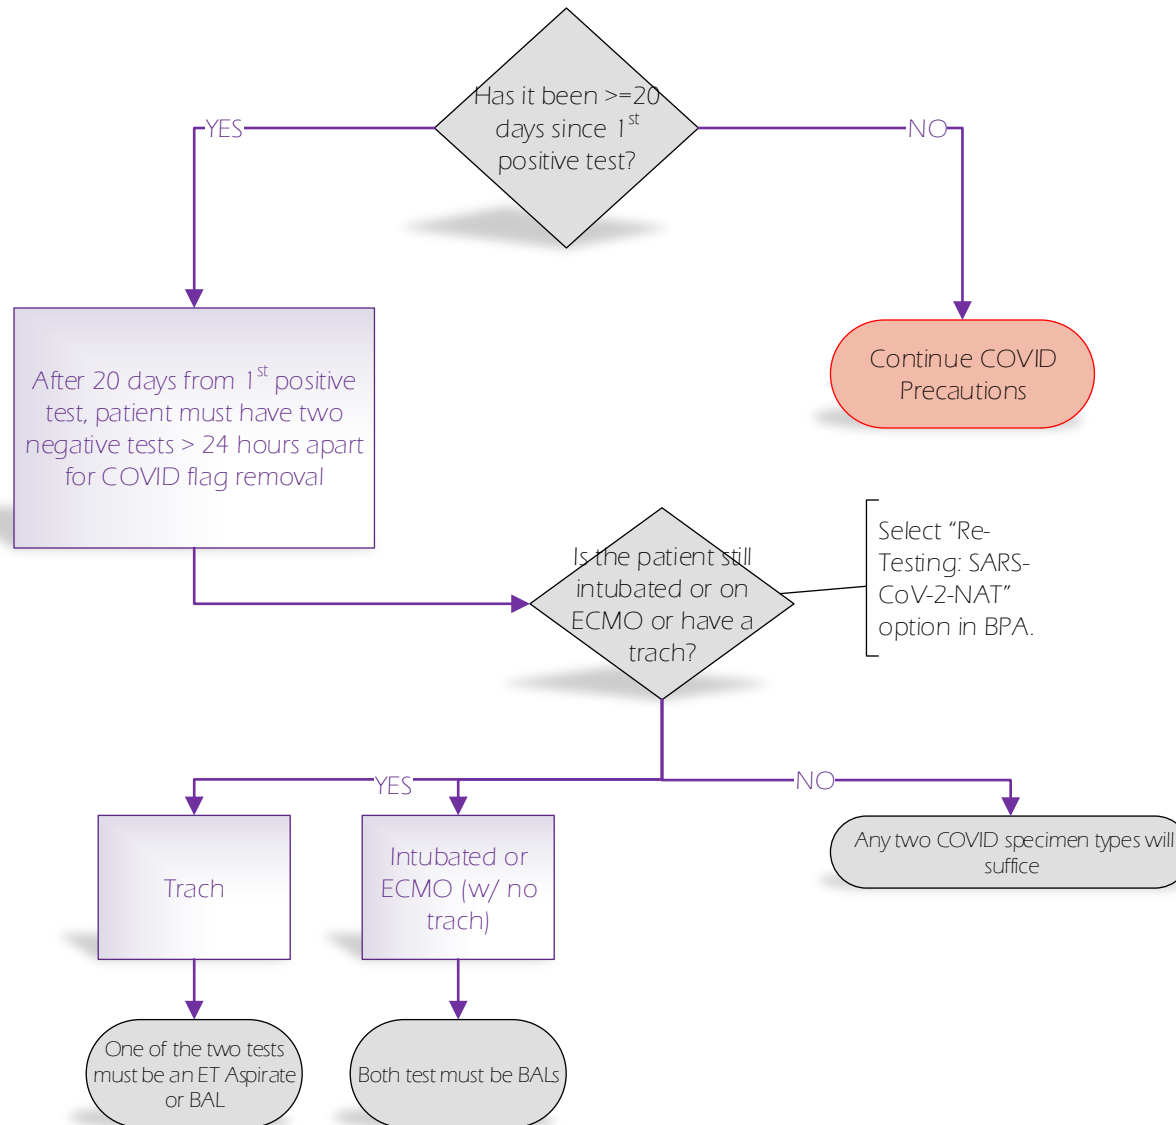 Has it been >=20
days since 1st
positive test?
YES
NO
After 20 days from 1st positive
test, patient must have two
negative tests > 24 hours apart
for COVID flag removal
Continue COVID
Precautions
Is the patient still
intubated or on
ECMO or have a
trach?
Select “Re-
Testing: SARS-
CoV-2-NAT”
option in BPA.
YES
NO
Trach
Intubated or
ECMO (w/ no
trach)
Any two COVID specimen types will
suffice
One of the two tests
must be an ET Aspirate
or BAL
Both test must be BALs